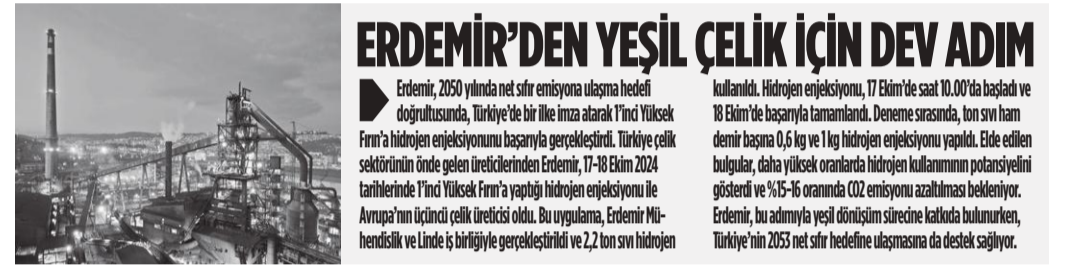 ERDEMİR’DEN YEŞİL ÇELİK İÇİN DEV ADIM
Erdemir, 2050 yılında net sıfır emisyona ulaşma hedefi
doğrultusunda, Türkiye’de bir ilke imza atarak 1’inci Yüksek
Fırın’a hidrojen enjeksiyonunu başarıyla gerçekleştirdi. Türkiye çelik
sektörünün önde gelen üreticilerinden Erdemir, 17-18 Ekim 2024
tarihlerinde 1’inci Yüksek Fırın’a yaptığı hidrojen enjeksiyonu ile
Avrupa’nın üçüncü çelik üreticisi oldu. Bu uygulama, Erdemir Mü-
hendislik ve Linde iş birliğiyle gerçekleştirildi ve 2,2 ton sıvı hidrojen
kullanıldı. Hidrojen enjeksiyonu, 17 Ekim’de saat 10.00’da başladı ve
18 Ekim’de başarıyla tamamlandı. Deneme sırasında, ton sıvı ham
demir başına 0,6 kg ve 1 kg hidrojen enjeksiyonu yapıldı. Elde edilen
bulgular, daha yüksek oranlarda hidrojen kullanımının potansiyelini
gösterdi ve %15-16 oranında CO2 emisyonu azaltılması bekleniyor.
Erdemir, bu adımıyla yeşil dönüşüm sürecine katkıda bulunurken,
Türkiye’nin 2053 net sıfır hedefine ulaşmasına da destek sağlıyor.